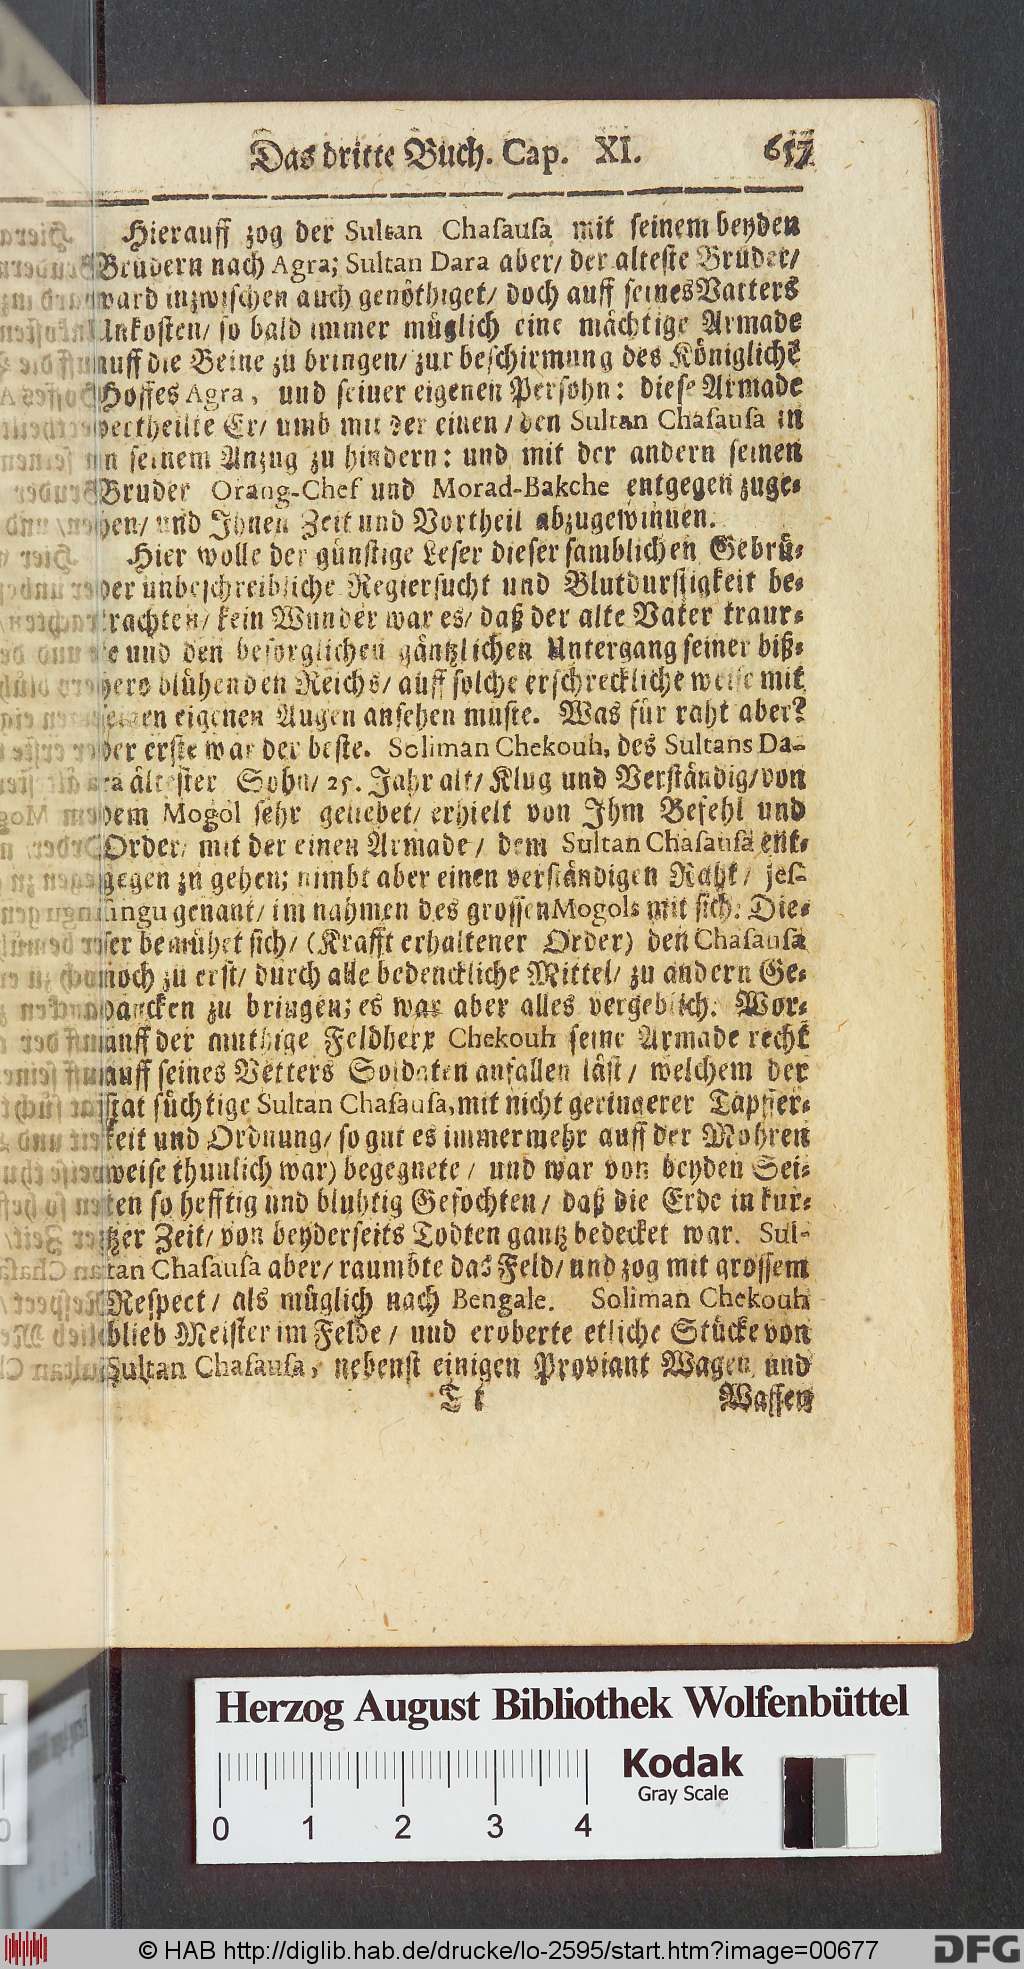 Das dritte Buch. Cap. XI. 657
Hierauff zog der Sultan Chasausa mit seinem beyden
Brüdern nach Agra; Sultan Dara aber/ der älteste Bruder/
ward inzwischen auch genöthiget/ doch auff seines Vatters
Unkosten/ so bald immer müglich eine mächtige Armade
auff die Beine zu bringen/ zur beschirmung des Königlichẽ
Hoffes Agra, und seiner eigenen Persohn: diese Armade
vertheilte Er/ umb mit der einen/ den Sultan Chasausa in
in seinem Anzug zu hindern: und mit der andern seinen
Bruder Orang-Chef und Morad-Bakche entgegen zuge-
hen/ und Ihnen Zeit und Vortheil abzugewinnen.
Hier wolle der günstige Leser dieser samblichen Gebrü-
der unbeschreibliche Regiersucht und Blutdurstigkeit be-
trachten/ kein Wunder war es/ daß der alte Vater traur-
te und den besorglichen gäntzlichen Untergang seiner biß-
hero blühenden Reichs/ auff solche erschreckliche weise mit
seinen eigenen Augen ansehen muste. Was für raht aber?
der erste war der beste. Soliman Chekouh, des Sultans Da-
ra ältester Sohn/ 25. Jahr alt/ Klug und Verständig/ von
dem Mogol sehr geliebet/ erhielt von Ihm Befehl und
Order/ mit der einen Armade/ dem Sultan Chasausa ent-
gegen zu gehen; nimbt aber einen verständigen Raht/ jes-
singu genant/ im nahmen des grossen Mogols mit sich: Die-
ser bemühet sich/ (Krafft erhaltener Order) den Chasausa
noch zu erst/ durch alle bedenckliche Mittel/ zu andern Ge-
dancken zu bringen; es war aber alles vergeblich: Wor-
auff der muthige Feldherr Chekouh seine Armade recht
auff seines Vetters Soldaten anfallen läst/ welchem der
stat süchtige Sultan Chasausa, mit nicht geringerer Tapffer-
keit und Ordnung/ so gut es immermehr auff der Mohren
weise thunlich war) begegnete/ und war von beyden Sei-
ten so hefftig und bluhtig Gefochten/ daß die Erde in kur-
tzer Zeit/ von beyderseits Todten gantz bedecket war. Sul-
tan Chasausa aber/ raumbte das Feld/ und zog mit grossem
Respect/ als müglich nach Bengale. Soliman Chekouh
blieb Meister im Felde/ und eroberte etliche Stücke von
Sultan Chasausa, nebenst einigen Proviant Wagen und
T t Waffen
Herzog August Bibliothek Wolfenbüttel
Kodak
Gray Scale
0 1 2 3 4
© HAB http://diglib.hab.de/drucke/lo-2595/start.htm?image=00677
DFG